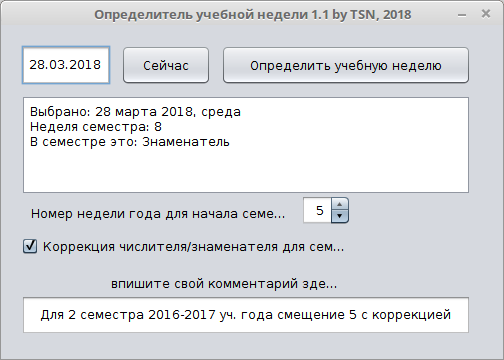 Определитель учебной недели 1.1 by TSN, 2018
28.03.2018 Сейчас Определить учебную неделю
Выбрано: 28 марта 2018, среда
Неделя семестра: 8
В семестре это: Знаменатель
Номер недели года для начала семе... 5
Коррекция числителя/знаменателя для сем...
впишите свой комментарий зде...
Для 2 семестра 2016-2017 уч. года смещение 5 с коррекцией